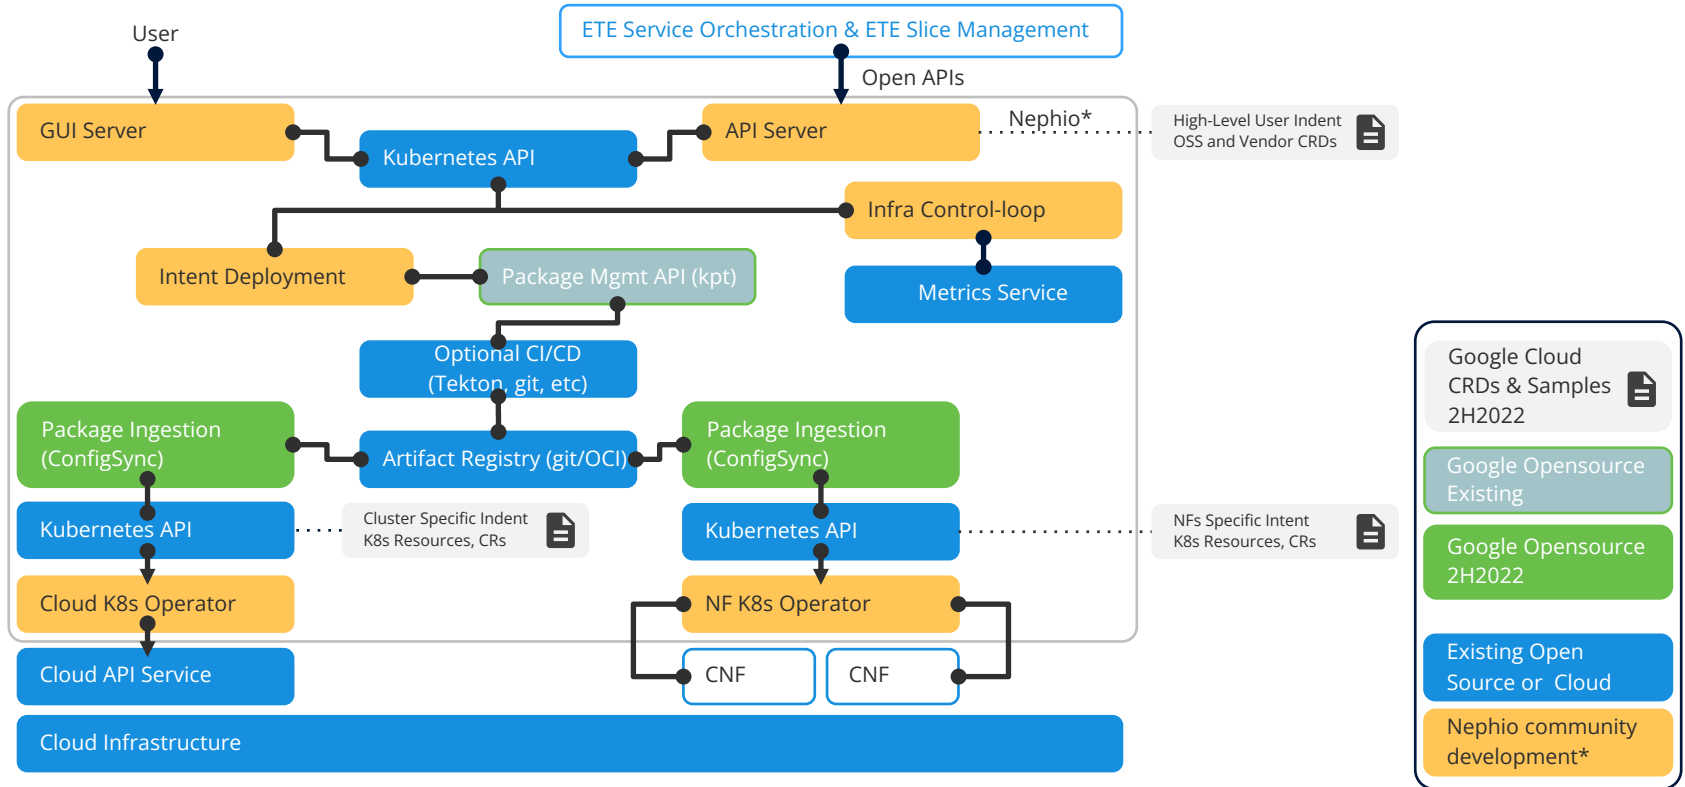 User
ETE Service Orchestration & ETE Slice Management
Open APIs
GUI Server
Kubernetes API
API Server
Nephio*
High-Level User Indent
OSS and Vendor CRDs
Infra Control-loop
Intent Deployment
Package Mgmt API (kpt)
Metrics Service
Optional CI/CD
(Tekton, git, etc)
Package Ingestion
(ConfigSync)
Artifact Registry (git/OCI)
Package Ingestion
(ConfigSync)
Kubernetes API
Cluster Specific Indent
K8s Resources, CRs
Kubernetes API
NFs Specific Intent
K8s Resources, CRs
Cloud K8s Operator
NF K8s Operator
Cloud API Service
CNF
CNF
Cloud Infrastructure
Google Cloud
CRDs & Samples
2H2022
Google Opensource
Existing
Google Opensource
2H2022
Existing Open
Source or Cloud
Nephio community
development*